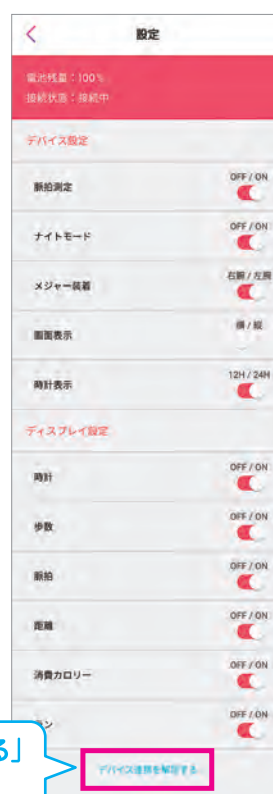 設定
電池残量：100%
接続状態：接続中
デバイス設定
脈拍測定 OFF / ON
ナイトモード OFF / ON
メジャー装着 右腕 / 左腕
画面表示 横 / 縦
時計表示 12H / 24H
ディスプレイ設定
時計 OFF / ON
歩数 OFF / ON
脈拍 OFF / ON
距離 OFF / ON
消費カロリー OFF / ON
ン OFF / ON
る」
デバイス連携を解除する